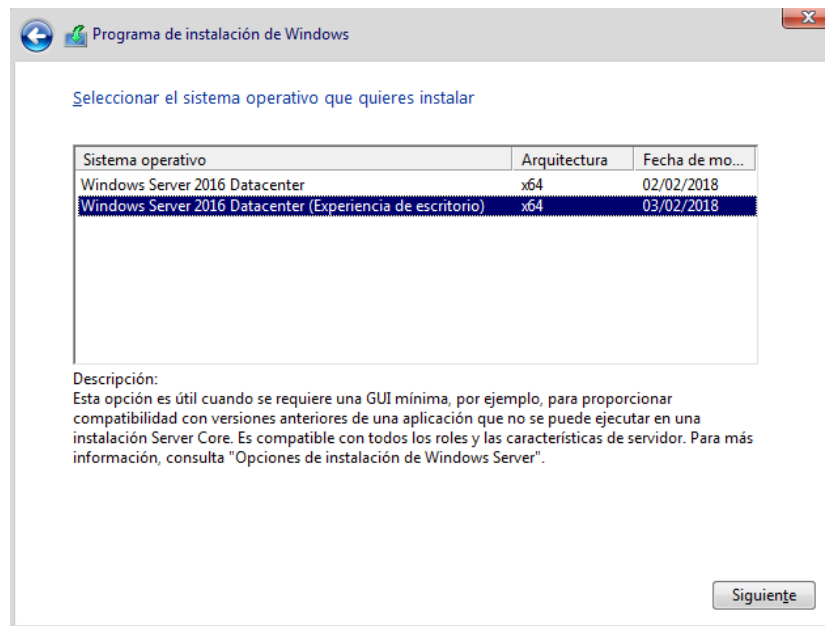 Programa de instalación de Windows
Seleccionar el sistema operativo que quieres instalar
Sistema operativo Arquitectura Fecha de mo...
Windows Server 2016 Datacenter x64 02/02/2018
Windows Server 2016 Datacenter (Experiencia de escritorio) x64 03/02/2018
Descripción:
Esta opción es útil cuando se requiere una GUI mínima, por ejemplo, para proporcionar
compatibilidad con versiones anteriores de una aplicación que no se puede ejecutar en una
instalación Server Core. Es compatible con todos los roles y las características de servidor. Para más
información, consulta "Opciones de instalación de Windows Server".
Siguiente